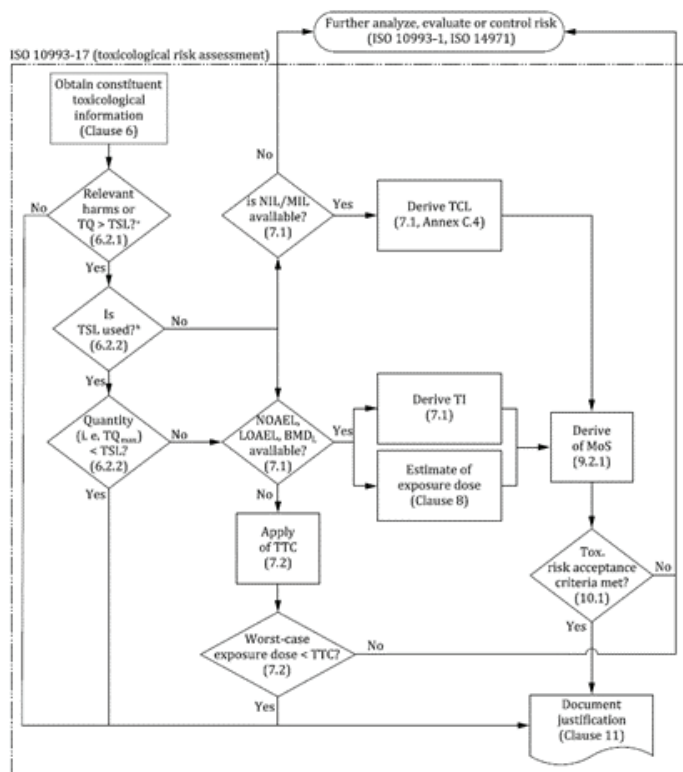 Further analyze, evaluate or control risk
(ISO 10993-1, ISO 14971)
ISO 10993-17 (toxicological risk assessment)
Obtain constituent
toxicological
information
(Clause 6)
No
Relevant
harms or
TQ > TSL?ᵃ
(6.2.1)
Yes
No
is NIL/MIL
available?
(7.1)
Yes
Derive TCL
(7.1, Annex C.4)
Is
TSL used?ᵇ
(6.2.2)
No
Yes
Yes
Quantity
(i. e, TQmax)
< TSL?
(6.2.2)
No
Yes
NOAEL,
LOAEL, BMDL
available?
(7.1)
Yes
No
Derive TI
(7.1)
Estimate of
exposure dose
(Clause 8)
Derive
of MoS
(9.2.1)
Apply
of TTC
(7.2)
Tox.
risk acceptance
criteria met?
(10.1)
No
Yes
Worst-case
exposure dose < TTC?
(7.2)
No
Yes
Document
justification
(Clause 11)